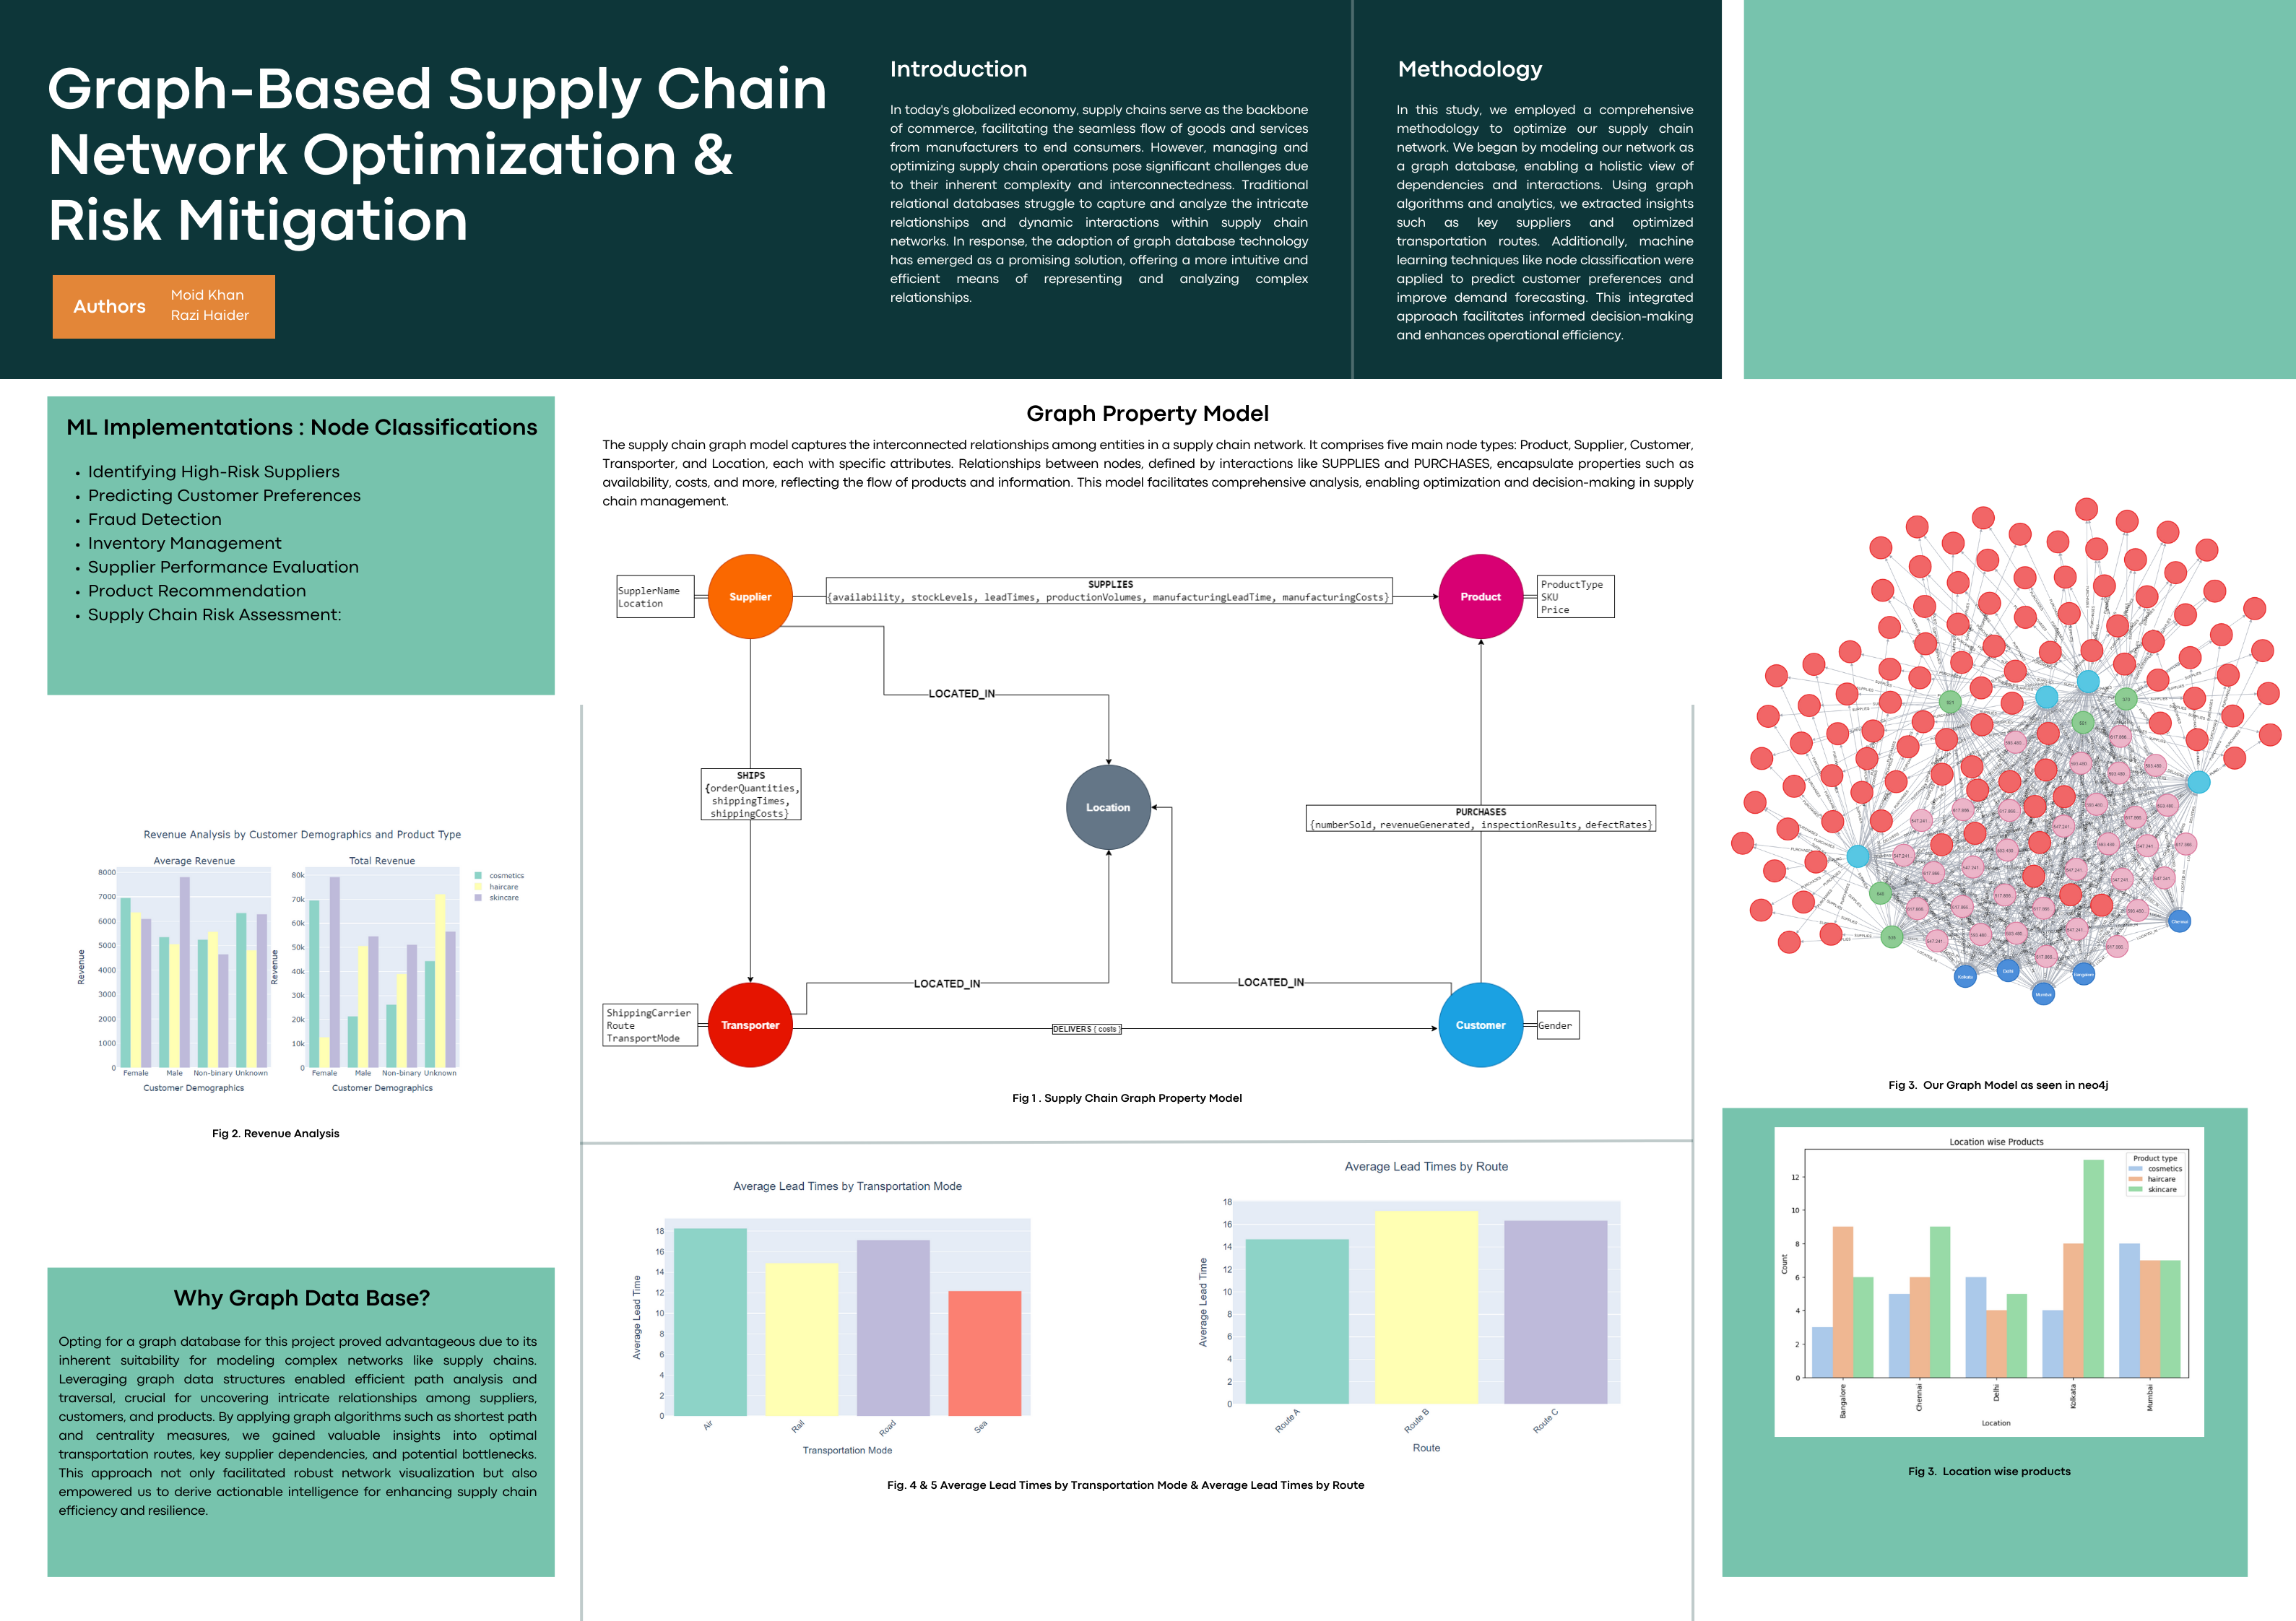 Graph-Based Supply Chain
Network Optimization &
Risk Mitigation
Authors
Moid Khan
Razi Haider
Introduction
In today's globalized economy, supply chains serve as the backbone
of commerce, facilitating the seamless flow of goods and services
from manufacturers to end consumers. However, managing and
optimizing supply chain operations pose significant challenges due
to their inherent complexity and interconnectedness. Traditional
relational databases struggle to capture and analyze the intricate
relationships and dynamic interactions within supply chain
networks. In response, the adoption of graph database technology
has emerged as a promising solution, offering a more intuitive and
efficient means of representing and analyzing complex
relationships.
Methodology
In this study, we employed a comprehensive
methodology to optimize our supply chain
network. We began by modeling our network as
a graph database, enabling a holistic view of
dependencies and interactions. Using graph
algorithms and analytics, we extracted insights
such as key suppliers and optimized
transportation routes. Additionally, machine
learning techniques like node classification were
applied to predict customer preferences and
improve demand forecasting. This integrated
approach facilitates informed decision-making
and enhances operational efficiency.
ML Implementations : Node Classifications
• Identifying High-Risk Suppliers
• Predicting Customer Preferences
• Fraud Detection
• Inventory Management
• Supplier Performance Evaluation
• Product Recommendation
• Supply Chain Risk Assessment:
Revenue Analysis by Customer Demographics and Product Type
Average Revenue
Total Revenue
cosmetics
haircare
skincare
8000
7000
6000
5000
4000
3000
2000
1000
0
Revenue
Female Male Non-binary Unknown
Customer Demographics
80k
70k
60k
50k
40k
30k
20k
10k
0
Revenue
Female Male Non-binary Unknown
Customer Demographics
Fig 2. Revenue Analysis
Why Graph Data Base?
Opting for a graph database for this project proved advantageous due to its
inherent suitability for modeling complex networks like supply chains.
Leveraging graph data structures enabled efficient path analysis and
traversal, crucial for uncovering intricate relationships among suppliers,
customers, and products. By applying graph algorithms such as shortest path
and centrality measures, we gained valuable insights into optimal
transportation routes, key supplier dependencies, and potential bottlenecks.
This approach not only facilitated robust network visualization but also
empowered us to derive actionable intelligence for enhancing supply chain
efficiency and resilience.
Graph Property Model
The supply chain graph model captures the interconnected relationships among entities in a supply chain network. It comprises five main node types: Product, Supplier, Customer,
Transporter, and Location, each with specific attributes. Relationships between nodes, defined by interactions like SUPPLIES and PURCHASES, encapsulate properties such as
availability, costs, and more, reflecting the flow of products and information. This model facilitates comprehensive analysis, enabling optimization and decision-making in supply
chain management.
SupplerName
Location
Supplier
SUPPLIES
{availability, stockLevels, leadTimes, productionVolumes, manufacturingLeadTime, manufacturingCosts}
Product
ProductType
SKU
Price
LOCATED_IN
SHIPS
{orderQuantities,
shippingTimes,
shippingCosts}
Location
PURCHASES
{numberSold, revenueGenerated, inspectionResults, defectRates}
LOCATED_IN
LOCATED_IN
ShippingCarrier
Route
TransportMode
Transporter
DELIVERS { costs }
Customer
Gender
Fig 1 . Supply Chain Graph Property Model
Average Lead Times by Transportation Mode
18
16
14
12
10
8
6
4
2
0
Average Lead Time
Air
Rail
Road
Sea
Transportation Mode
Average Lead Times by Route
18
16
14
12
10
8
6
4
2
0
Average Lead Time
Route A
Route B
Route C
Route
Fig. 4 & 5 Average Lead Times by Transportation Mode & Average Lead Times by Route
Chennai
Kolkata
Delhi
Bangalore
Mumbai
Fig 3. Our Graph Model as seen in neo4j
Location wise Products
Product type
cosmetics
haircare
skincare
12
10
8
6
4
2
0
Count
Bangalore
Chennai
Delhi
Kolkata
Mumbai
Location
Fig 3. Location wise products